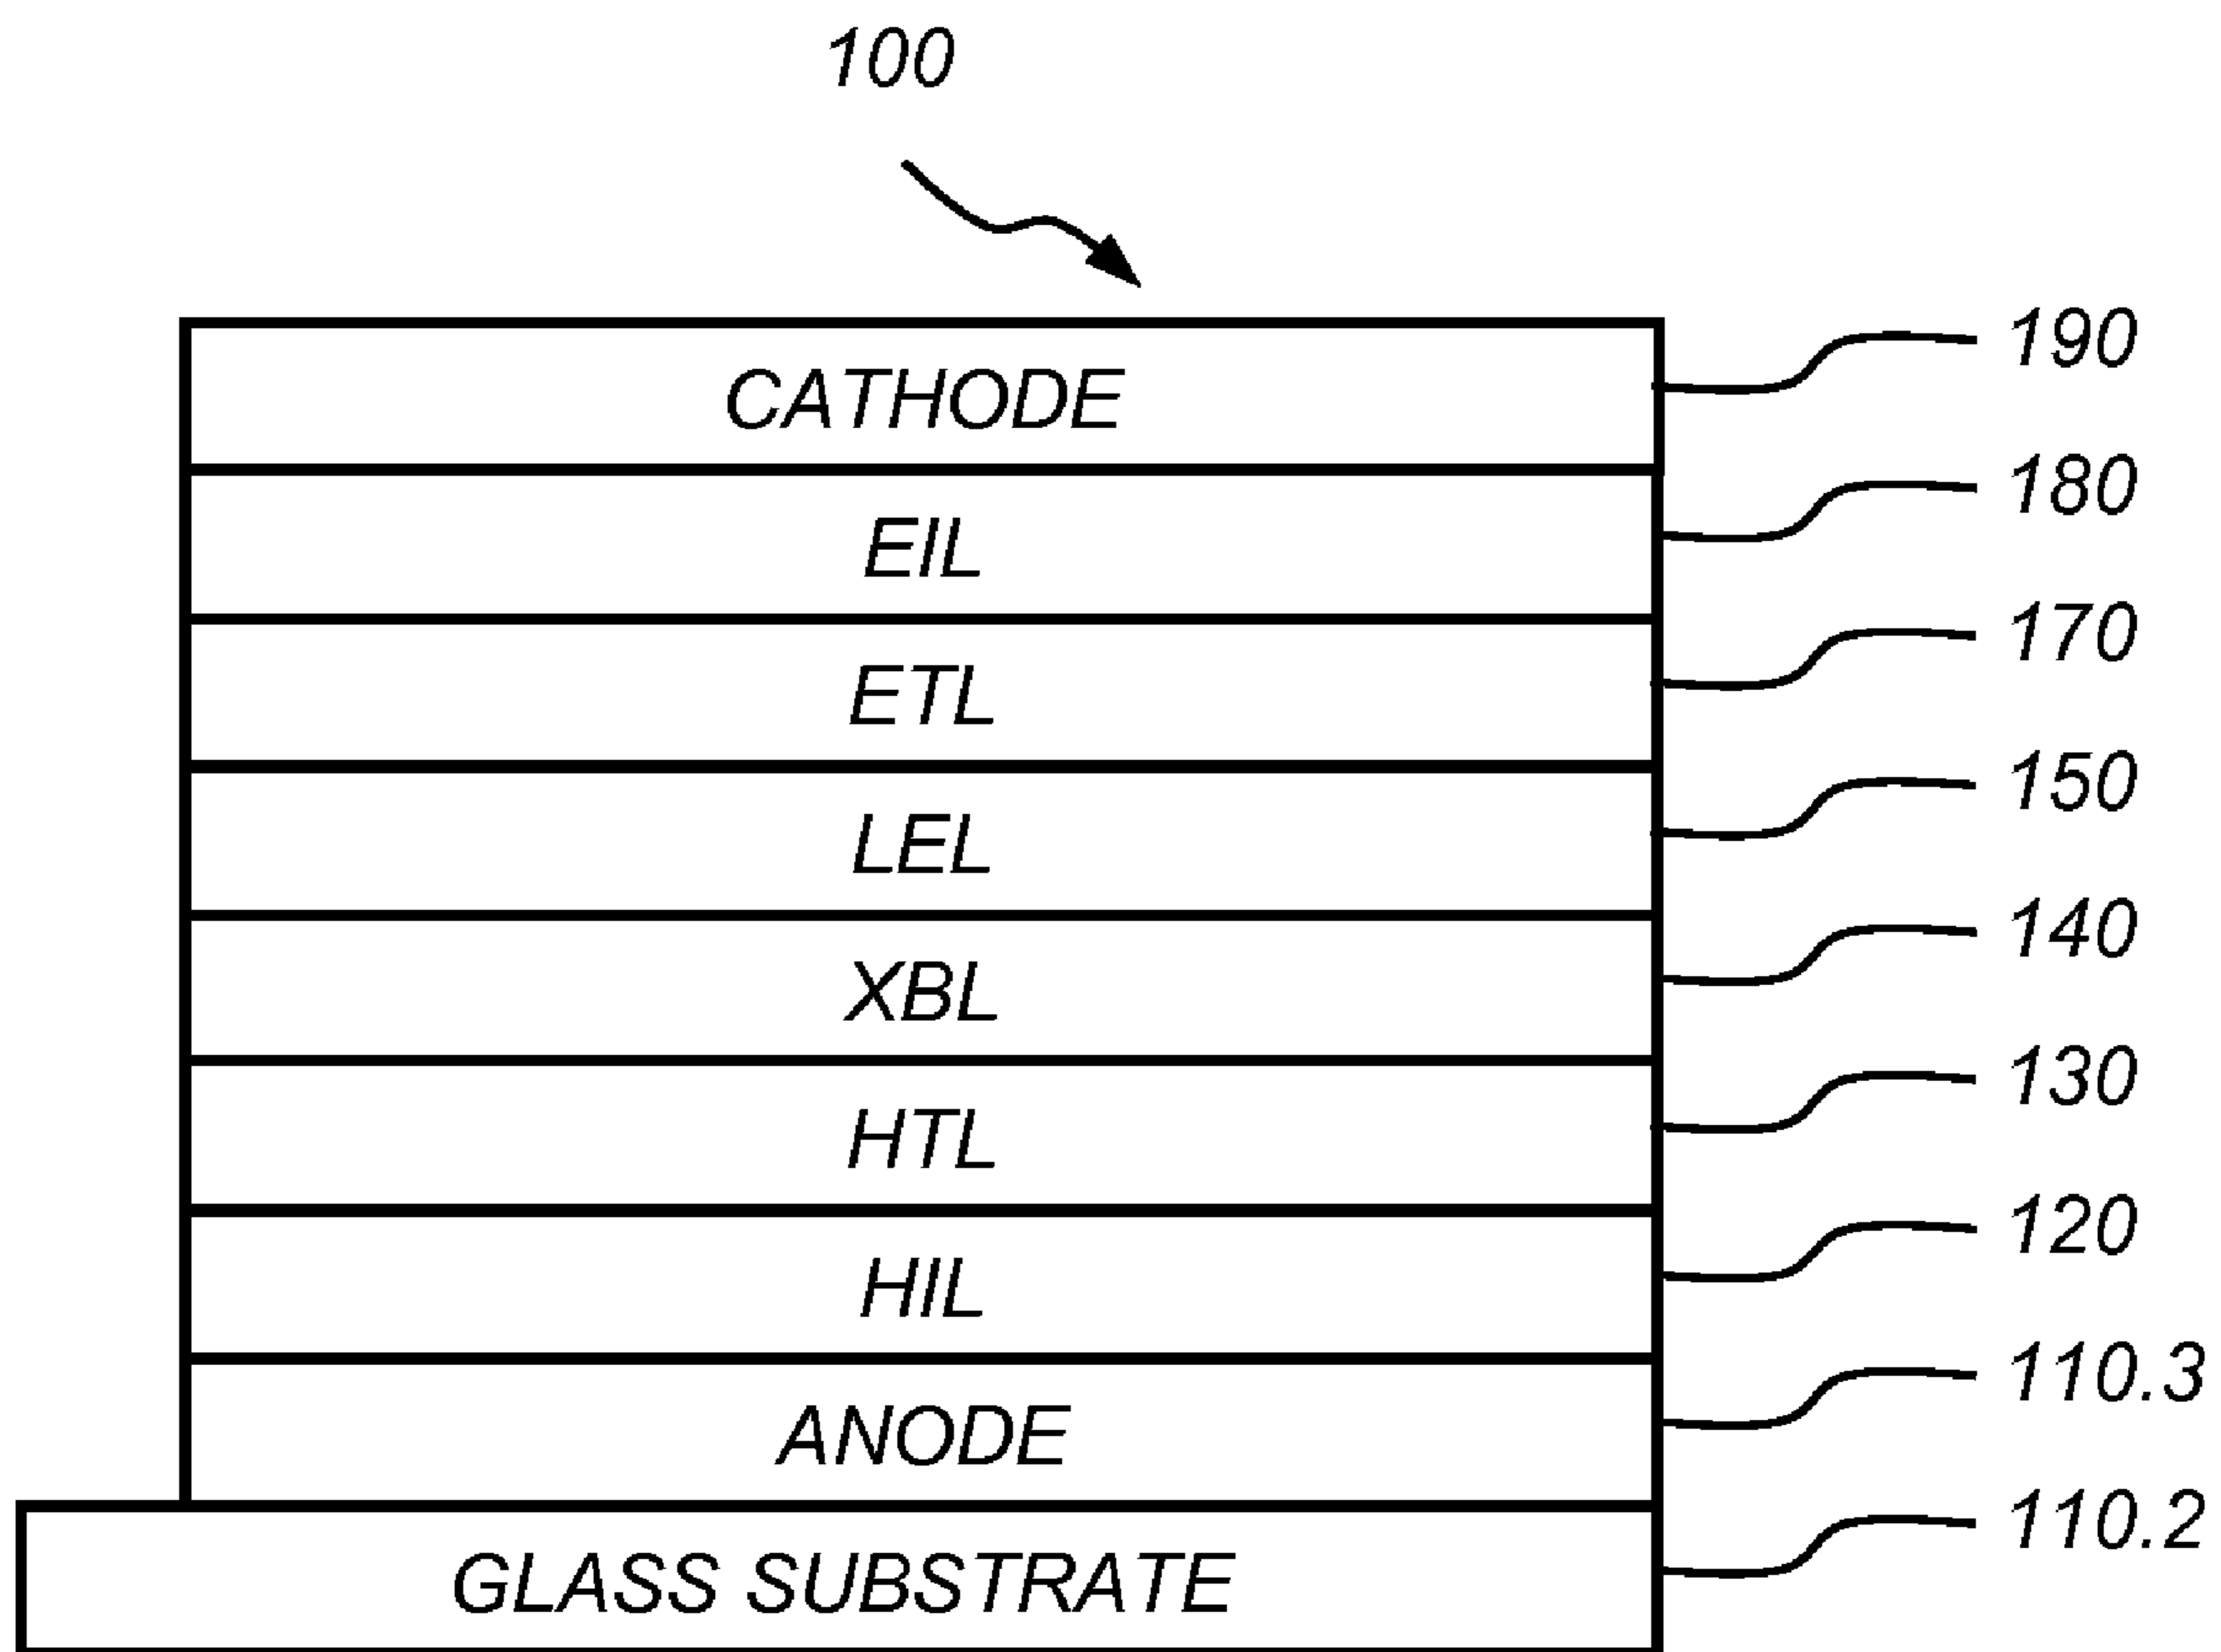 100
CATHODE 190
EIL 180
ETL 170
LEL 150
XBL 140
HTL 130
HIL 120
ANODE 110.3
GLASS SUBSTRATE 110.2